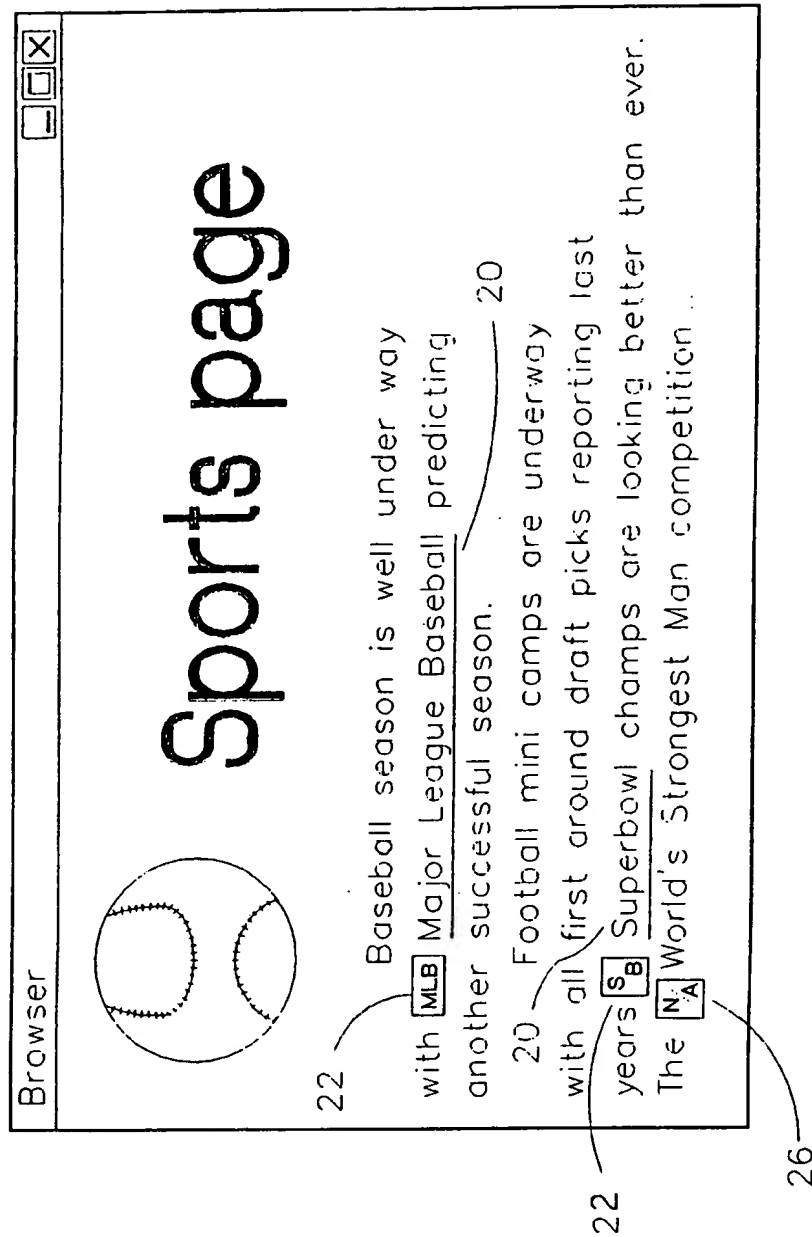 Browser
Sports page
22
Baseball season is well under way
with MLB Major League Baseball predicting
20
another successful season.
20
Football mini camps are underway
with all first around draft picks reporting last
years SB Superbowl champs are looking better than ever.
The N/A World's Strongest Man competition...
22
26